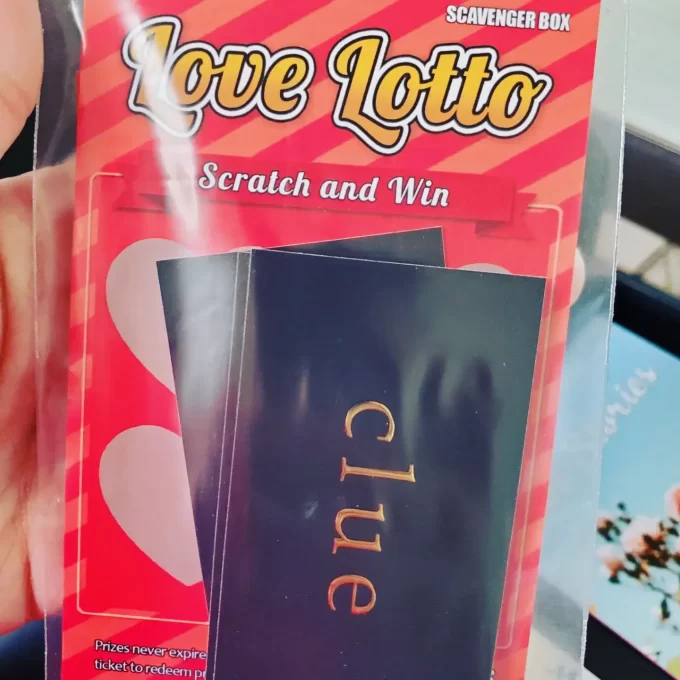 SCAVENGER BOX
Love Lotto
Scratch and Win
clue
Prizes never expire
ticket to redeem